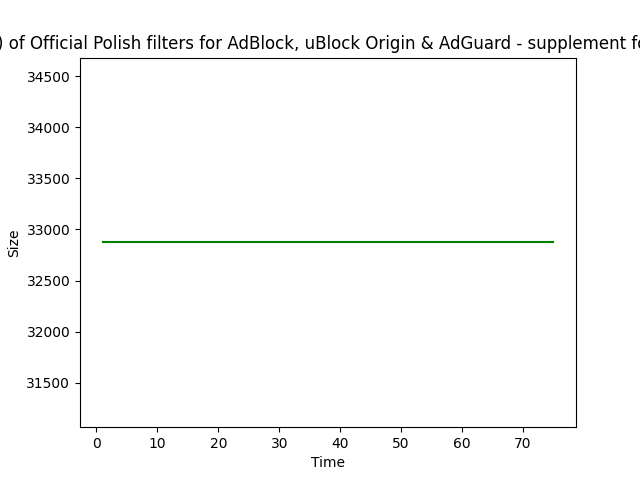 ) of Official Polish filters for AdBlock, uBlock Origin & AdGuard - supplement fo
34500
34000
33500
33000
32500
32000
31500
Size
0 10 20 30 40 50 60 70
Time